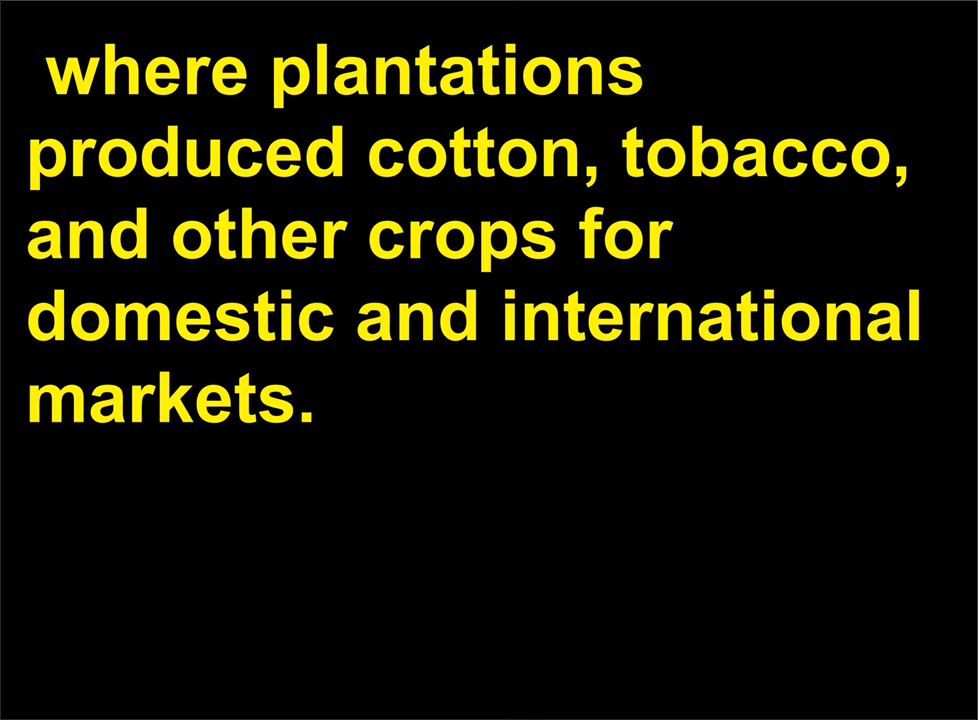 where plantations
produced cotton, tobacco,
and other crops for
domestic and international
markets.